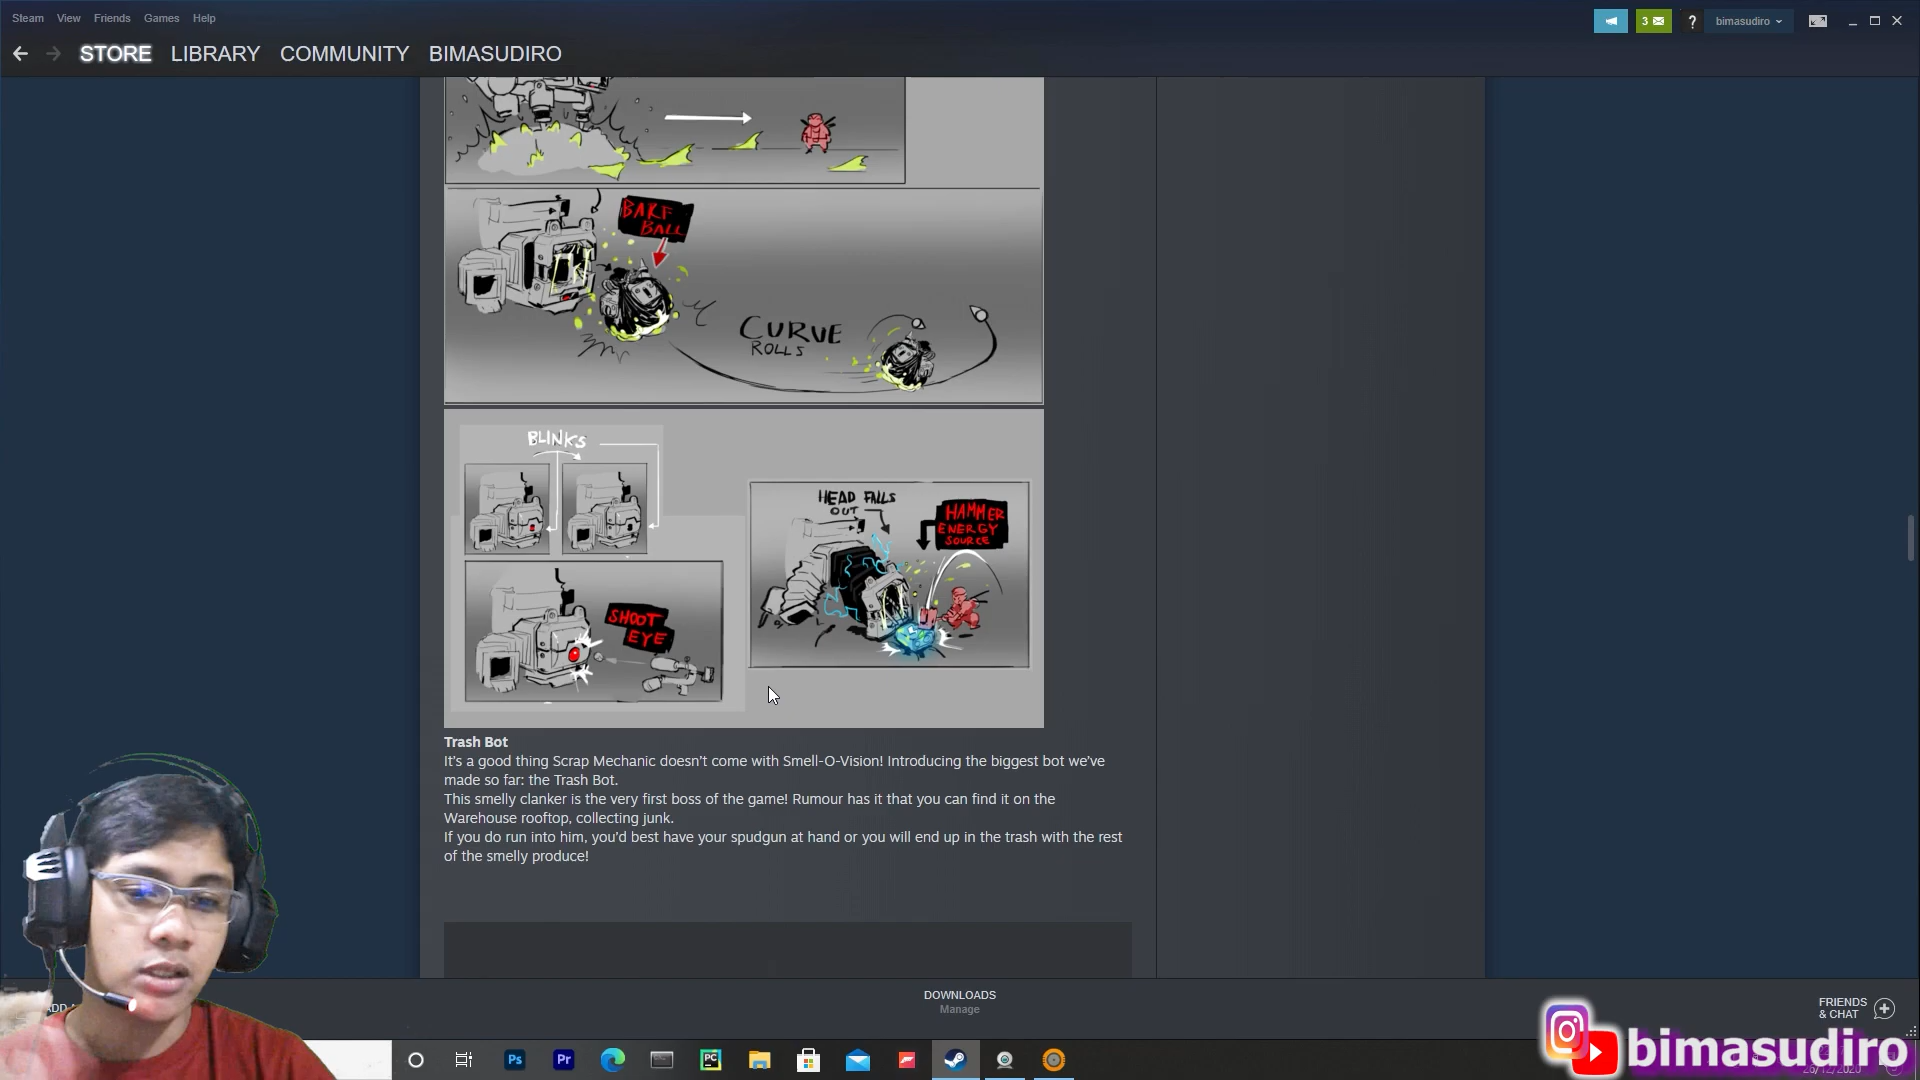 Steam View Friends Games Help
3
?
bimasudiro
STORE LIBRARY COMMUNITY BIMASUDIRO
BARF
BALL
CURVE
ROLLS
BLINKS
HEAD FALLS
OUT
HAMMER
ENERGY
SOURCE
SHOOT
EYE
Trash Bot
It's a good thing Scrap Mechanic doesn't come with Smell-O-Vision! Introducing the biggest bot we've
made so far: the Trash Bot.
This smelly clanker is the very first boss of the game! Rumour has it that you can find it on the
Warehouse rooftop, collecting junk.
If you do run into him, you'd best have your spudgun at hand or you will end up in the trash with the rest
of the smelly produce!
DOWNLOADS
Manage
FRIENDS
& CHAT
Ps
Pr
PC
bimasudiro